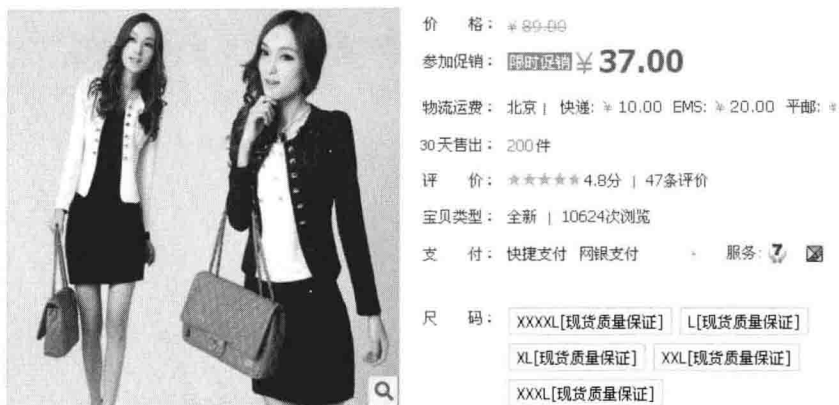 价 格： ¥ 89.00
参加促销： 限时促销 ¥ 37.00
物流运费： 北京 | 快递: ¥ 10.00 EMS: ¥ 20.00 平邮:
30天售出： 200件
评 价： ★★★★★ 4.8分 | 47条评价
宝贝类型： 全新 | 10624次浏览
支 付： 快捷支付 网银支付 服务: 7
尺 码： XXXXL[现货质量保证] L[现货质量保证]
XL[现货质量保证] XXL[现货质量保证]
XXXL[现货质量保证]